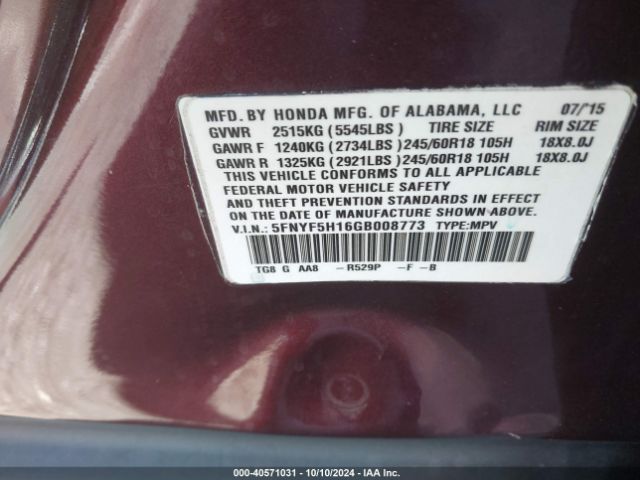 MFD. BY HONDA MFG. OF ALABAMA, LLC 07/'15
GVWR 2515KG (5545LBS) TIRE SIZE RIM SIZE
GAWR F 1240KG (2734LBS) 245/60R18 105H 18X8.0J
GAWR R 1325KG (2921LBS) 245/60R18 105H 18X8.0J
THIS VEHICLE CONFORMS TO ALL APPLICABLE
FEDERAL MOTOR VEHICLE SAFETY
AND THEFT PREVENTION STANDARDS IN EFFECT
ON THE DATE OF MANUFACTURE SHOWN ABOVE.
V.I.N.: 5FNYF5H16GB008773 TYPE:MPV
TG8 G AA8 –R529P –F –B
000-40571031 - 10/10/2024 - IAA Inc.